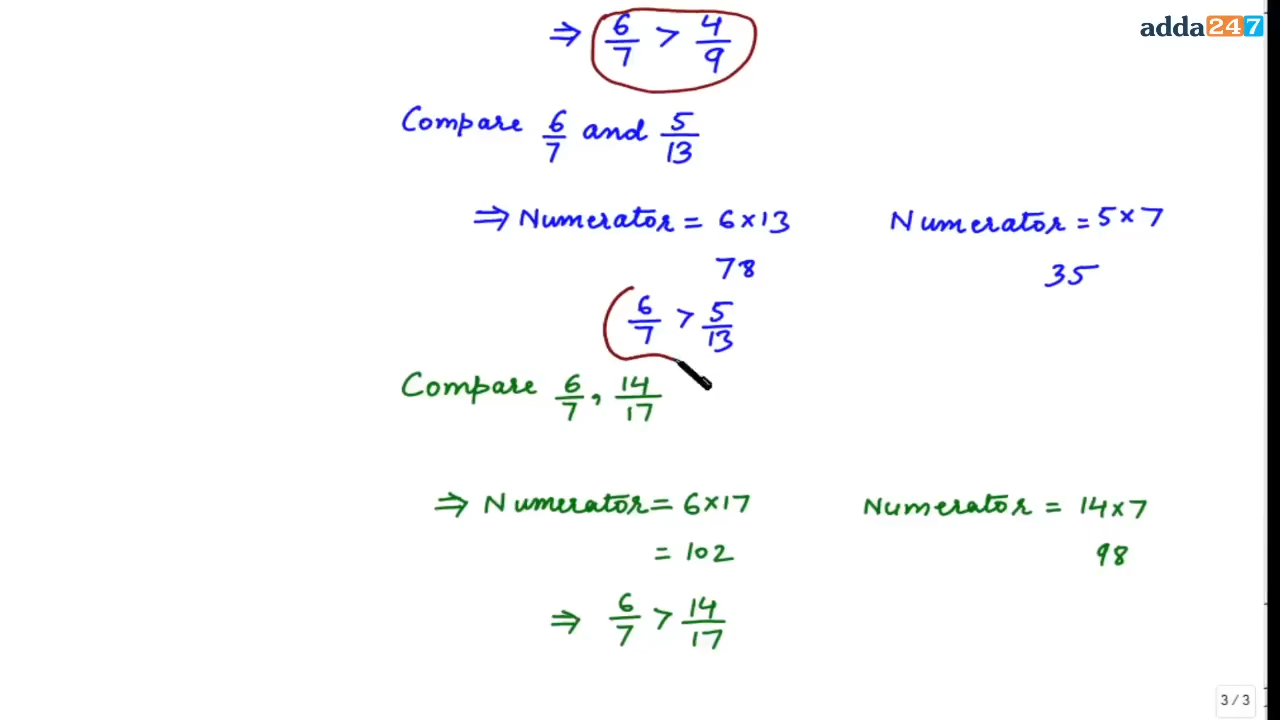 adda247
⇒ 6/7 > 4/9
Compare 6/7 and 5/13
⇒ Numerator = 6×13 Numerator = 5×7
78 35
6/7 > 5/13
Compare 6/7, 14/17
⇒ Numerator = 6×17 Numerator = 14×7
= 102 98
⇒ 6/7 > 14/17
3 / 3